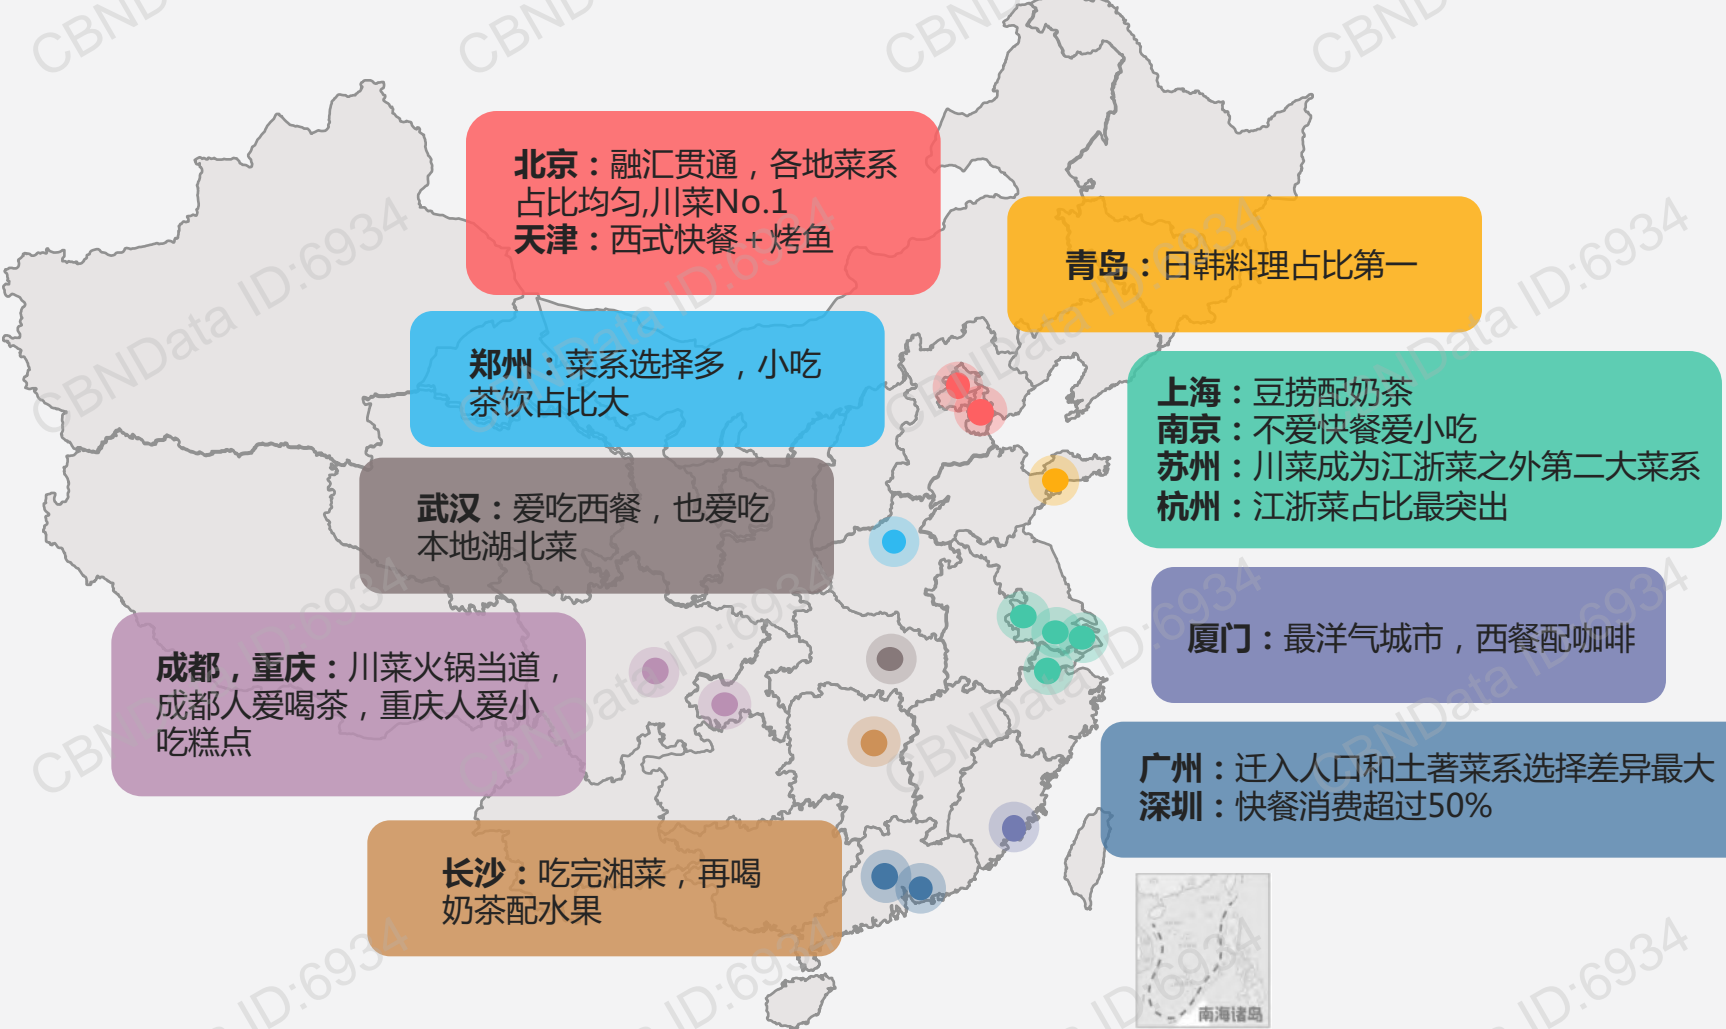 北京：融汇贯通，各地菜系
占比均匀,川菜No.1
天津：西式快餐+烤鱼
青岛：日韩料理占比第一
郑州：菜系选择多，小吃
茶饮占比大
上海：豆捞配奶茶
南京：不爱快餐爱小吃
苏州：川菜成为江浙菜之外第二大菜系
杭州：江浙菜占比最突出
武汉：爱吃西餐，也爱吃
本地湖北菜
厦门：最洋气城市，西餐配咖啡
成都，重庆：川菜火锅当道，
成都人爱喝茶，重庆人爱小
吃糕点
广州：迁入人口和土著菜系选择差异最大
深圳：快餐消费超过50%
长沙：吃完湘菜，再喝
奶茶配水果
南海诸岛
CBNData ID:6934